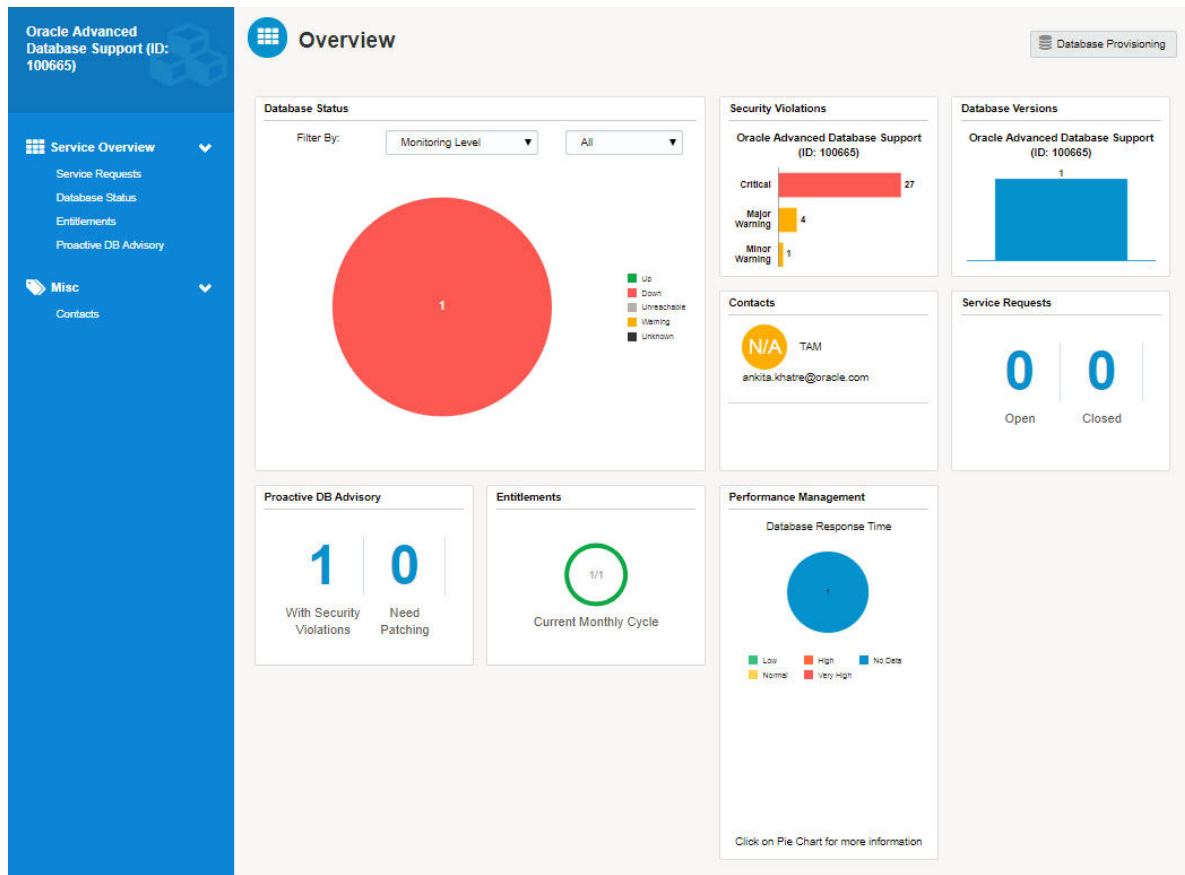 Oracle Advanced
Database Support (ID:
100665)
Service Overview
Service Requests
Database Status
Entitlements
Proactive DB Advisory
Misc
Contacts
Overview
Database Provisioning
Database Status
Filter By:
Monitoring Level
All
1
Up
Down
Unreachable
Warning
Unknown
Security Violations
Oracle Advanced Database Support
(ID: 100665)
Critical
27
Major
Warning
4
Minor
Warning
1
Database Versions
Oracle Advanced Database Support
(ID: 100665)
1
Contacts
N/A
TAM
ankita.khatre@oracle.com
Service Requests
0
0
Open
Closed
Proactive DB Advisory
1
0
With Security
Violations
Need
Patching
Entitlements
1/1
Current Monthly Cycle
Performance Management
Database Response Time
1
Low
High
No Data
Normal
Very High
Click on Pie Chart for more information